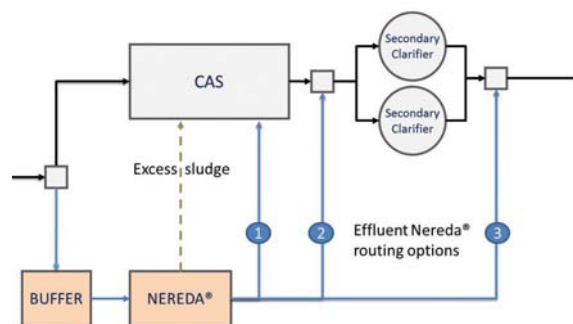 Secondary
Clarifier
CAS
Secondary
Clarifier
Excess sludge
1
2
Effluent Nereda®
routing options
3
BUFFER
NEREDA®